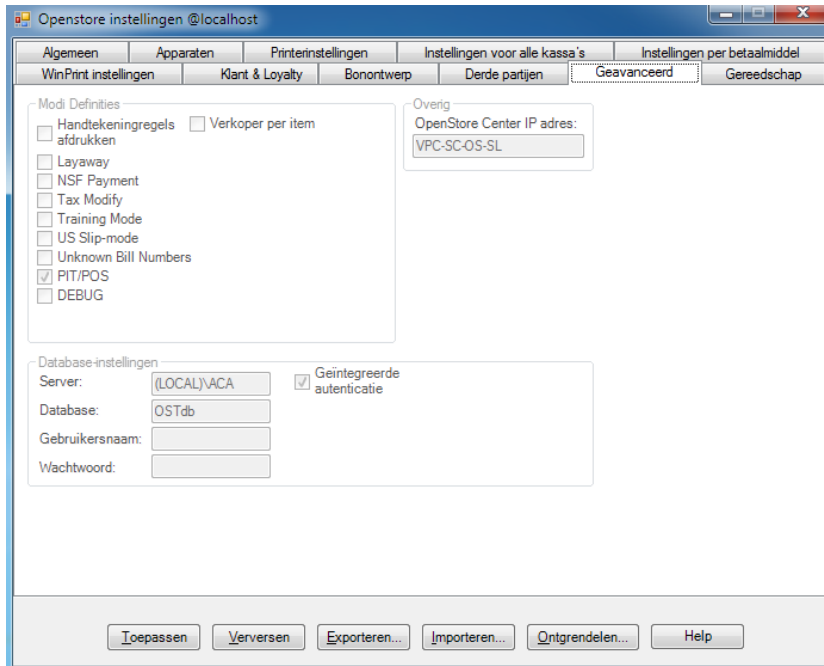 Openstore instellingen @localhost
Algemeen Apparaten Printerinstellingen Instellingen voor alle kassa's Instellingen per betaalmiddel
WinPrint instellingen Klant & Loyalty Bonontwerp Derde partijen Geavanceerd Gereedschap
Modi Definities
Handtekeningregels
afdrukken
Verkoper per item
Layaway
NSF Payment
Tax Modify
Training Mode
US Slip-mode
Unknown Bill Numbers
PIT/POS
DEBUG
Overig
OpenStore Center IP adres:
VPC-SC-OS-SL
Database-instellingen
Server: (LOCAL)\ACA
Geïntegreerde
autenticatie
Database: OSTdb
Gebruikersnaam:
Wachtwoord:
Toepassen Verversen Exporteren... Importeren... Ontgrendelen... Help